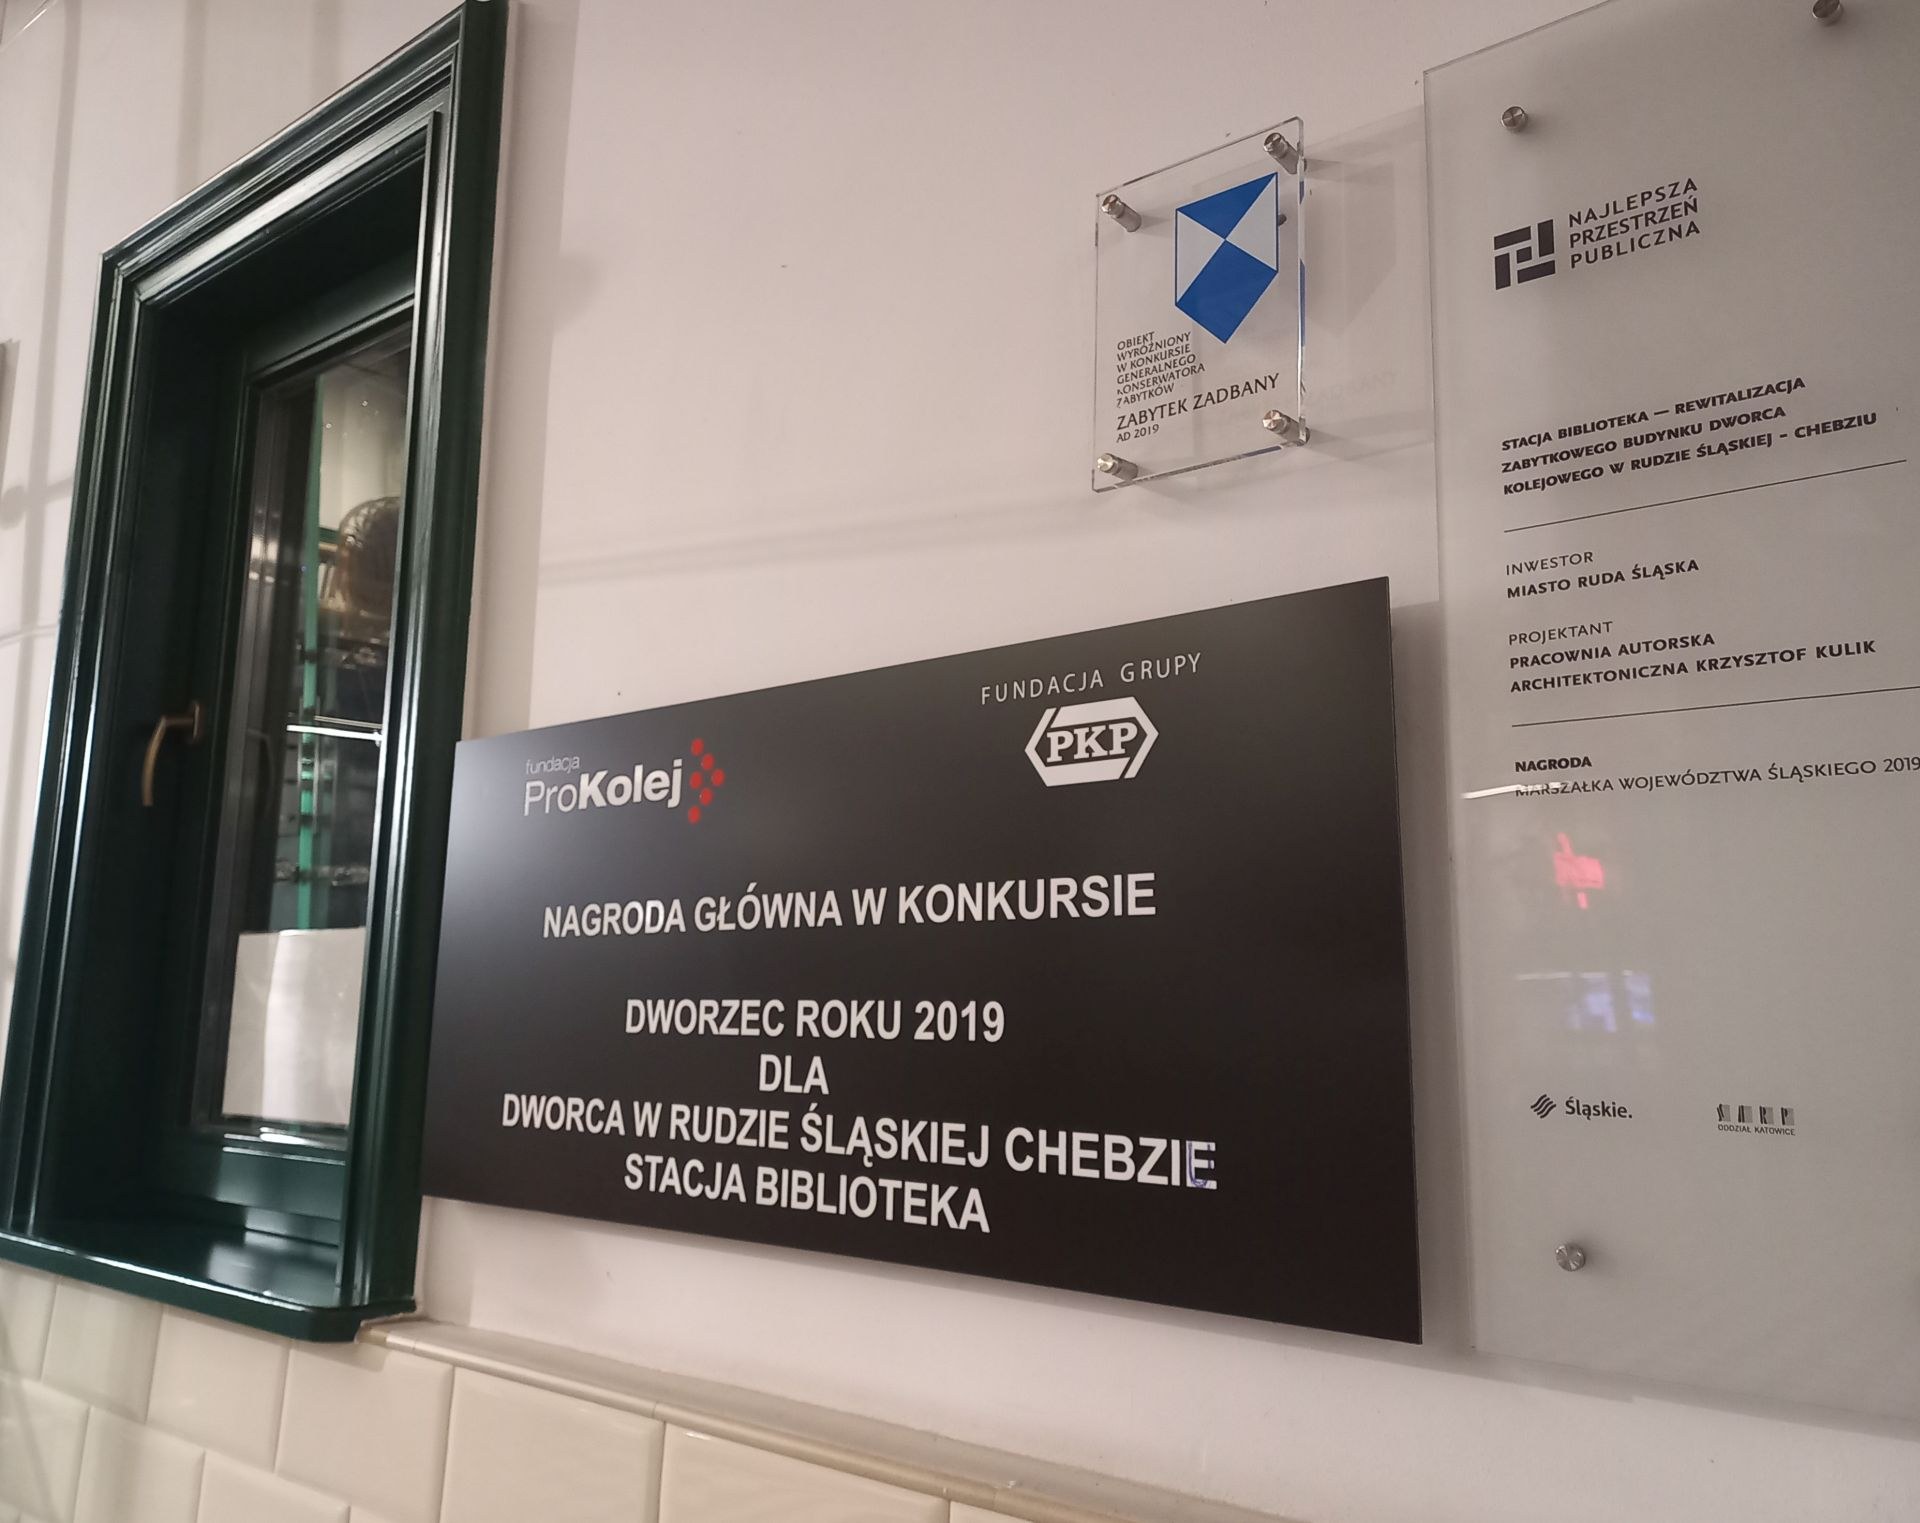 fundacja
ProKolej
FUNDACJA GRUPY
PKP
NAGRODA GŁÓWNA W KONKURSIE
DWORZEC ROKU 2019
DLA
DWORCA W RUDZIE ŚLĄSKIEJ CHEBZIE
STACJA BIBLIOTEKA
OBIEKT
WYRÓŻNIONY
W KONKURSIE
GENERALNEGO
KONSERWATORA
ZABYTKÓW
ZABYTEK ZADBANY
AD 2019
NAJLEPSZA
PRZESTRZEŃ
PUBLICZNA
STACJA BIBLIOTEKA — REWITALIZACJA
ZABYTKOWEGO BUDYNKU DWORCA
KOLEJOWEGO W RUDZIE ŚLĄSKIEJ - CHEBZIU
INWESTOR
MIASTO RUDA ŚLĄSKA
PROJEKTANT
PRACOWNIA AUTORSKA
ARCHITEKTONICZNA KRZYSZTOF KULIK
NAGRODA
MARSZAŁKA WOJEWÓDZTWA ŚLĄSKIEGO 2019
Śląskie.
SARP
ODDZIAŁ KATOWICE